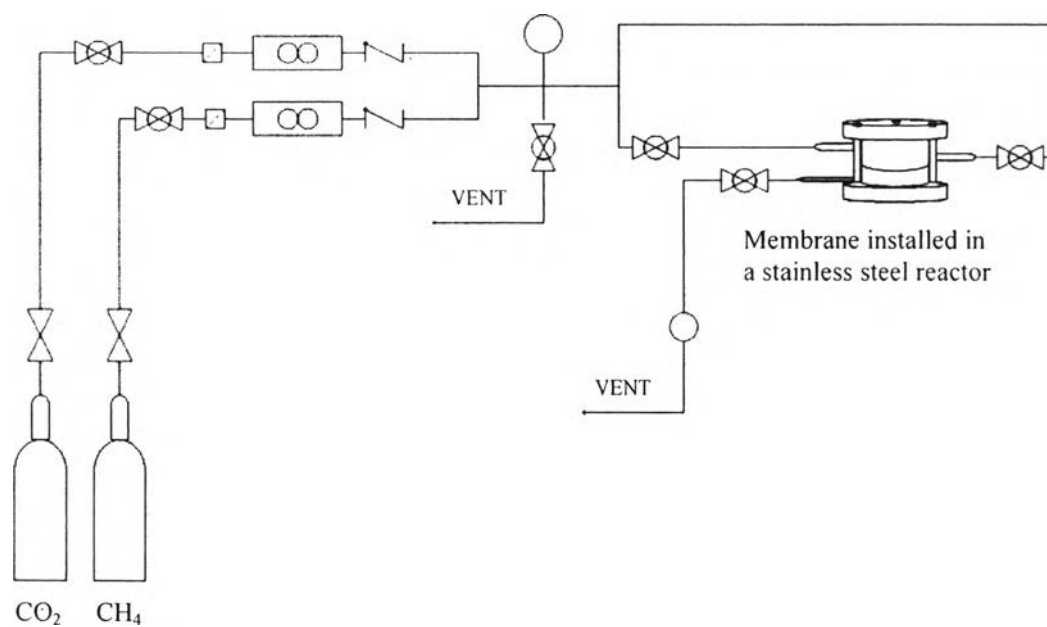 VENT
Membrane installed in
a stainless steel reactor
VENT
CO₂ CH₄